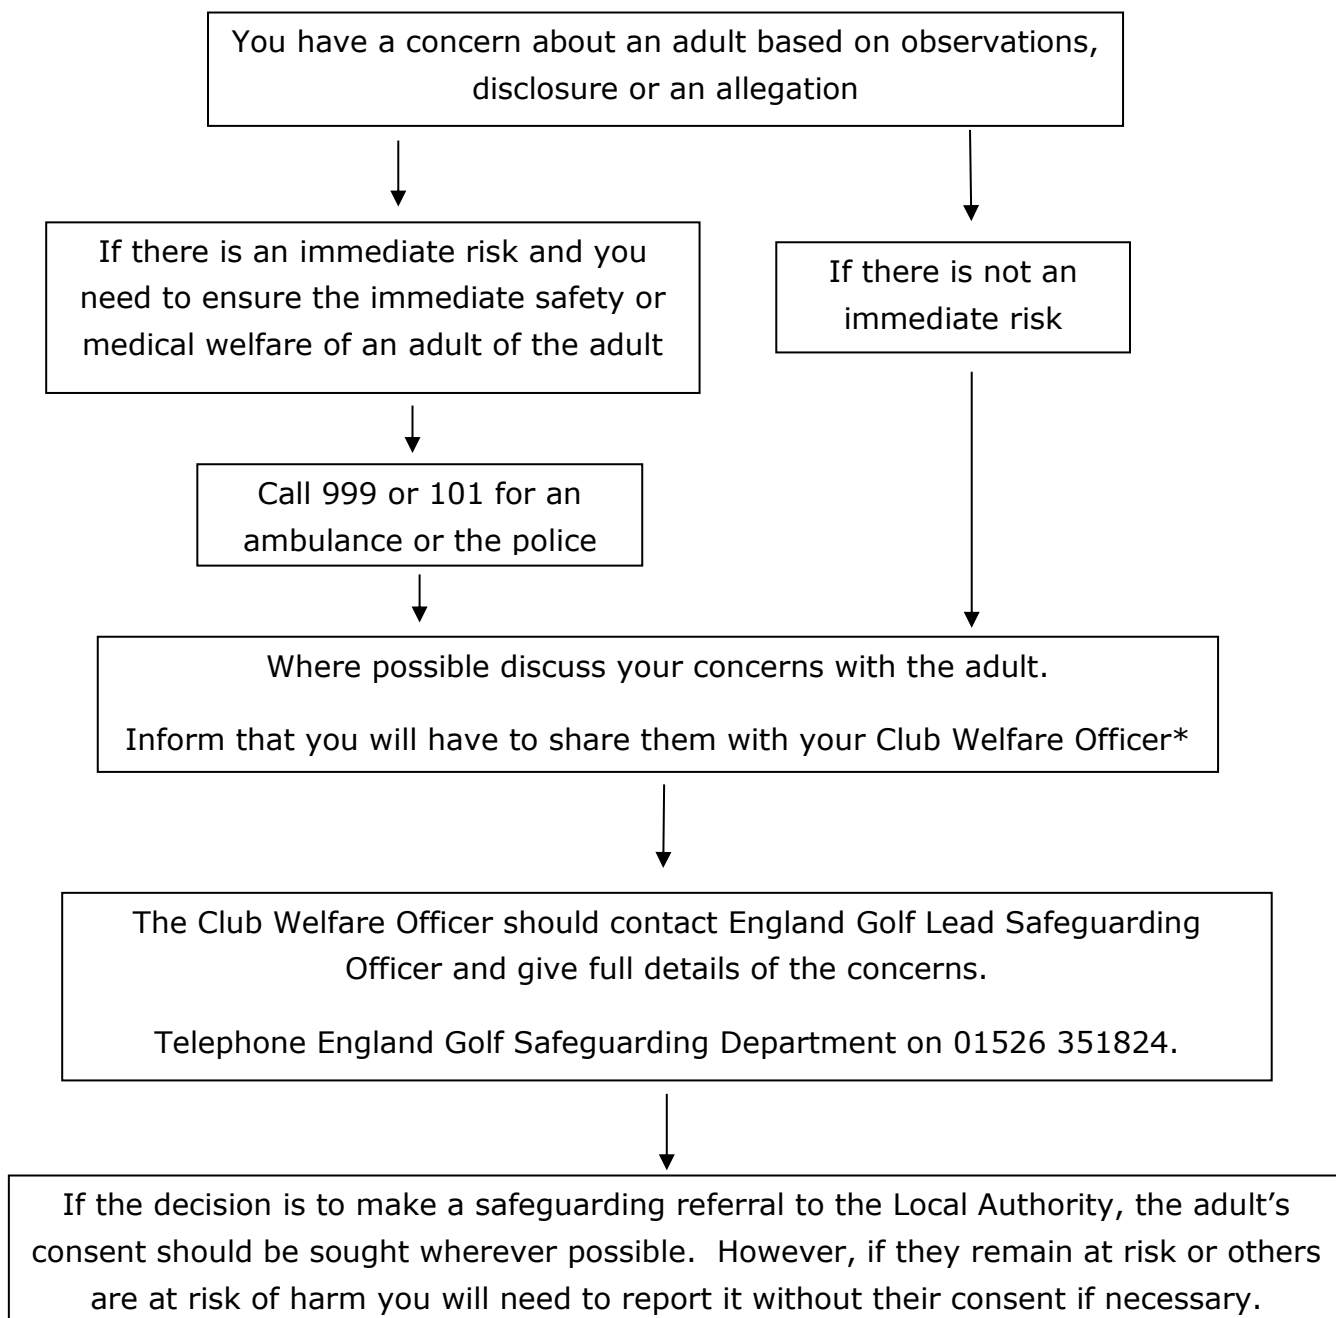 You have a concern about an adult based on observations,
disclosure or an allegation
If there is an immediate risk and you
need to ensure the immediate safety or
medical welfare of an adult of the adult
If there is not an
immediate risk
Call 999 or 101 for an
ambulance or the police
Where possible discuss your concerns with the adult.
Inform that you will have to share them with your Club Welfare Officer*
The Club Welfare Officer should contact England Golf Lead Safeguarding
Officer and give full details of the concerns.
Telephone England Golf Safeguarding Department on 01526 351824.
If the decision is to make a safeguarding referral to the Local Authority, the adult’s
consent should be sought wherever possible.  However, if they remain at risk or others
are at risk of harm you will need to report it without their consent if necessary.